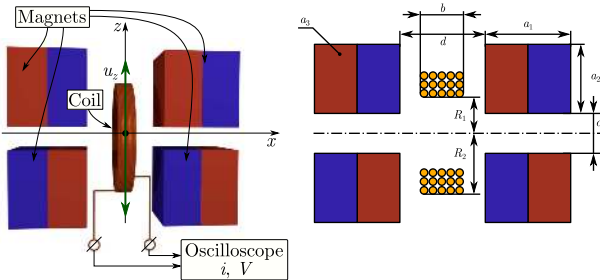 Magnets
z
u_z
Coil
x
Oscilloscope
i, V
b
d
a_1
a_3
a_2
R_1
R_2